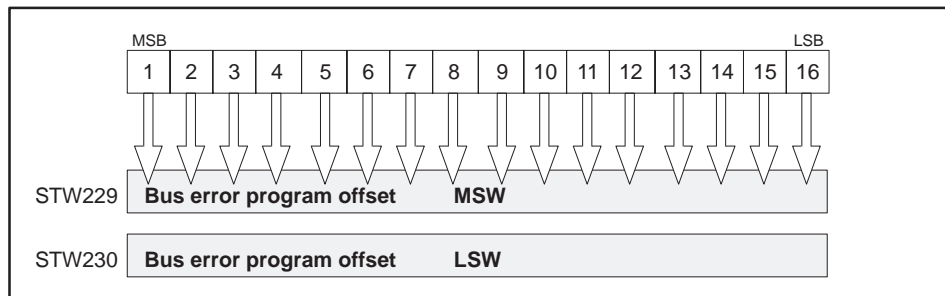 MSB LSB
1 2 3 4 5 6 7 8 9 10 11 12 13 14 15 16
STW229 Bus error program offset MSW
STW230 Bus error program offset LSW